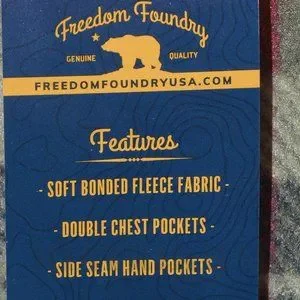 Freedom Foundry
GENUINE QUALITY
FREEDOMFOUNDRYUSA.COM
Features
- SOFT BONDED FLEECE FABRIC -
- DOUBLE CHEST POCKETS -
- SIDE SEAM HAND POCKETS -